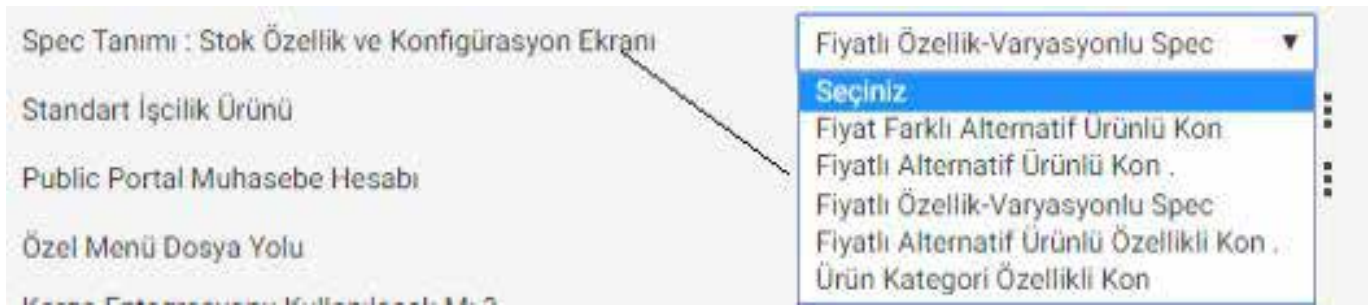 Spec Tanımı : Stok Özellik ve Konfigürasyon Ekranı
Fiyatlı Özellik-Varyasyonlu Spec
Seçiniz
Standart İşcilik Ürünü
Fiyat Farklı Alternatif Ürünlü Kon
Fiyatlı Alternatif Ürünlü Kon .
Public Portal Muhasebe Hesabı
Fiyatlı Özellik-Varyasyonlu Spec
Özel Menü Dosya Yolu
Fiyatlı Alternatif Ürünlü Özellikli Kon .
Ürün Kategori Özellikli Kon